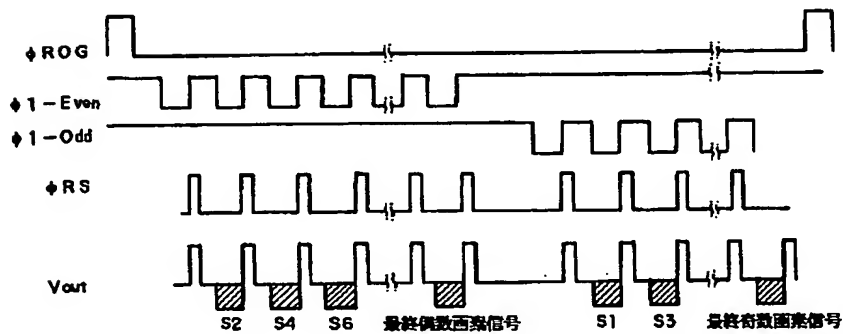 φROG
φ1-Even
φ1-Odd
φRS
Vout
S2 S4 S6 最終偶数画素信号 S1 S3 最終奇数画素信号